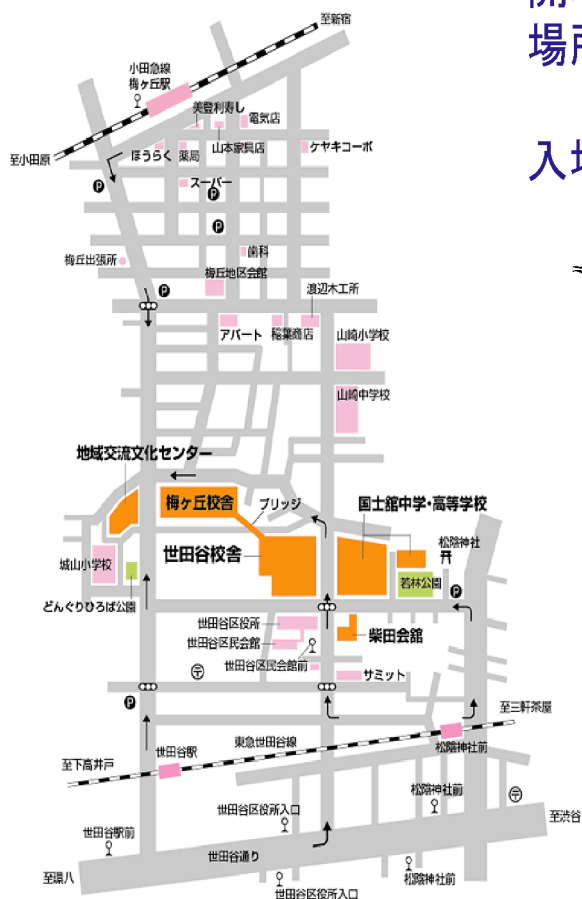 至新宿
場所
小田急線
梅ヶ丘駅
美登利寿し
電気店
至小田原
ほうらく
薬局
山本家具店
ケヤキコーポ
入場
スーパー
P
P
P
歯科
梅丘出張所
梅丘地区会館
P
渡辺木工所
アパート
稲葉商店
山崎小学校
山崎中学校
地域交流文化センター
梅ヶ丘校舎
ブリッジ
国士舘中学・高等学校
世田谷校舎
松陰神社
城山小学校
若林公園
P
どんぐりひろば公園
世田谷区役所
世田谷区民会館
柴田会舘
世田谷区民会館前
サミット
P
至三軒茶屋
東急世田谷線
世田谷駅
松陰神社前
至下高井戸
松陰神社前
世田谷区役所入口
至渋谷
世田谷駅前
世田谷通り
至環八
松陰神社前
世田谷区役所入口